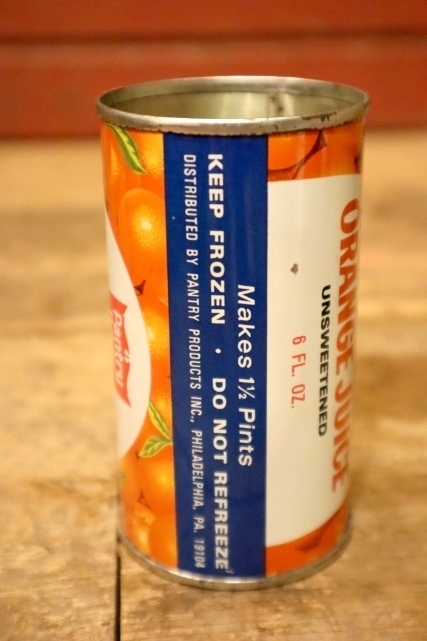 Makes 1½ Pints
KEEP FROZEN • DO NOT REFREEZE
DISTRIBUTED BY PANTRY PRODUCTS INC., PHILADELPHIA, PA. 19104
ORANGE JUICE
UNSWEETENED
6 FL. OZ.
Pantry